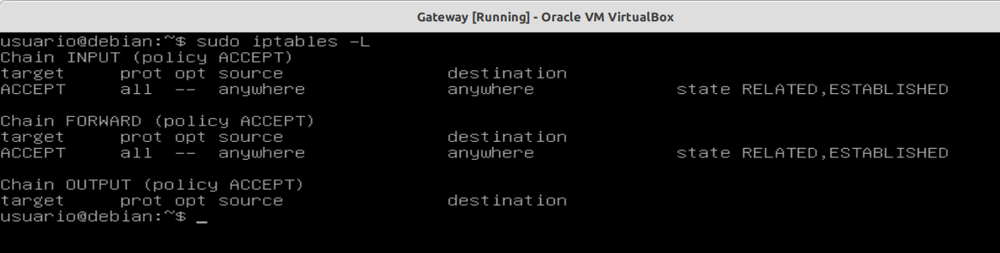 Gateway [Running] - Oracle VM VirtualBox
usuario@debian:~$ sudo iptables -L
Chain INPUT (policy ACCEPT)
target     prot opt source               destination
ACCEPT     all  --  anywhere             anywhere             state RELATED,ESTABLISHED

Chain FORWARD (policy ACCEPT)
target     prot opt source               destination
ACCEPT     all  --  anywhere             anywhere             state RELATED,ESTABLISHED

Chain OUTPUT (policy ACCEPT)
target     prot opt source               destination
usuario@debian:~$ _